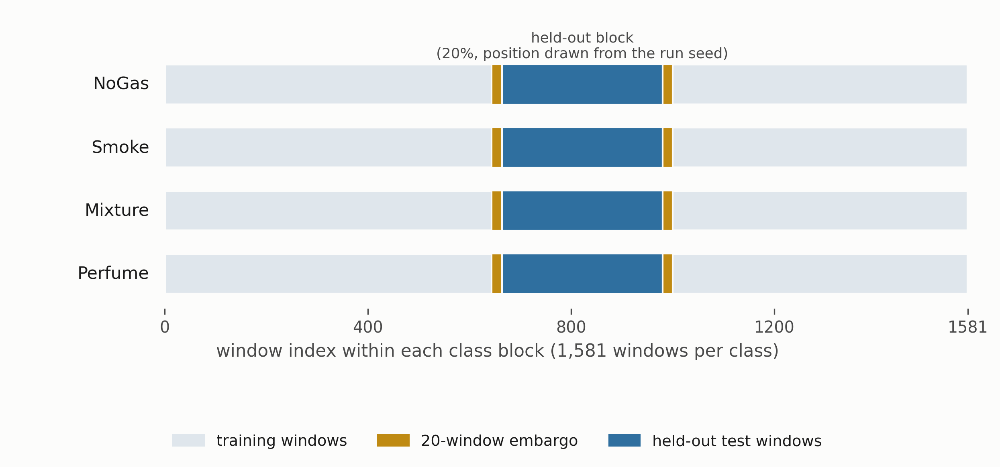 held-out block
(20%, position drawn from the run seed)
NoGas
Smoke
Mixture
Perfume
0 400 800 1200 1581
window index within each class block (1,581 windows per class)
training windows 20-window embargo held-out test windows